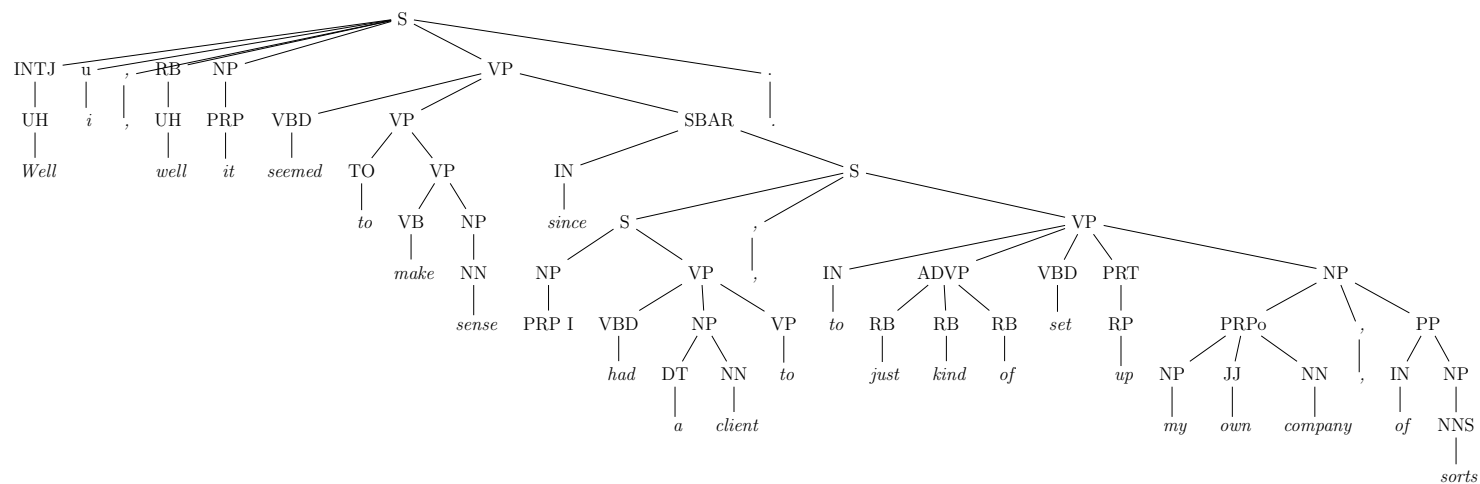 S
INTJ u , RB NP VP .
UH i , UH PRP VBD VP SBAR .
Well well it seemed TO VP IN S
to VB NP since S , VP
make NN NP VP , IN ADVP VBD PRT NP
sense PRP I VBD NP VP to RB RB RB set RP PRPo , PP
had DT NN to just kind of up NP JJ NN , IN NP
a client my own company of NNS
sorts